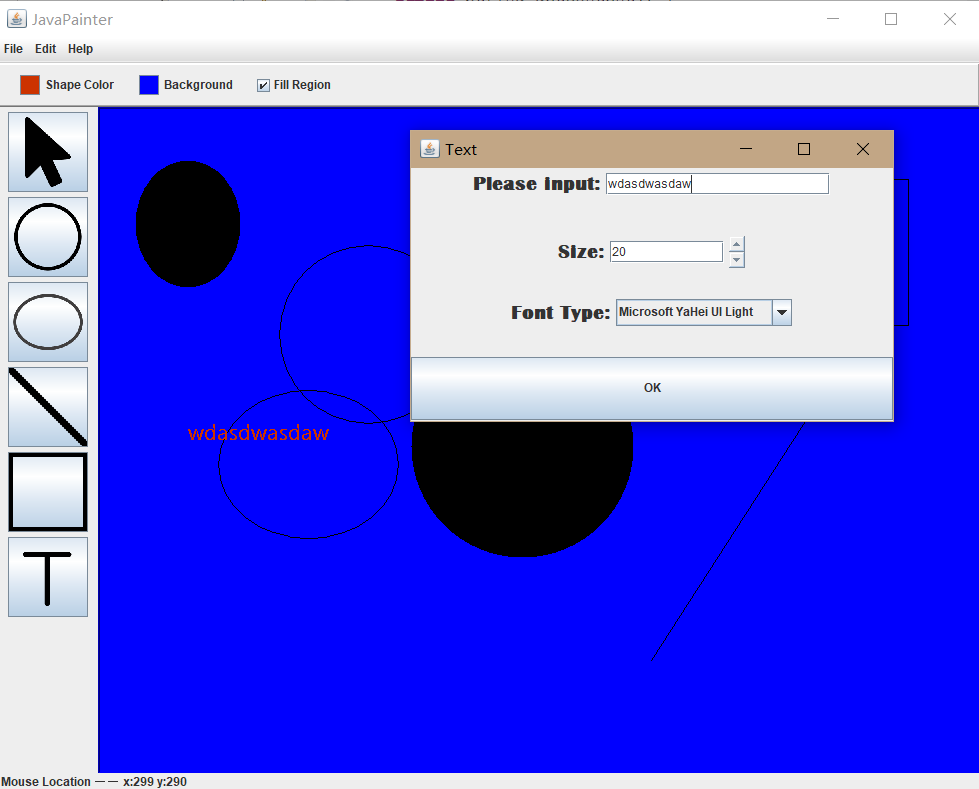 JavaPainter
File Edit Help
Shape Color Background Fill Region
Text
Please input: wdasdwasdaw
Size: 20
Font Type: Microsoft YaHei UI Light
OK
wdasdwasdaw
T
Mouse Location — — x:299 y:290